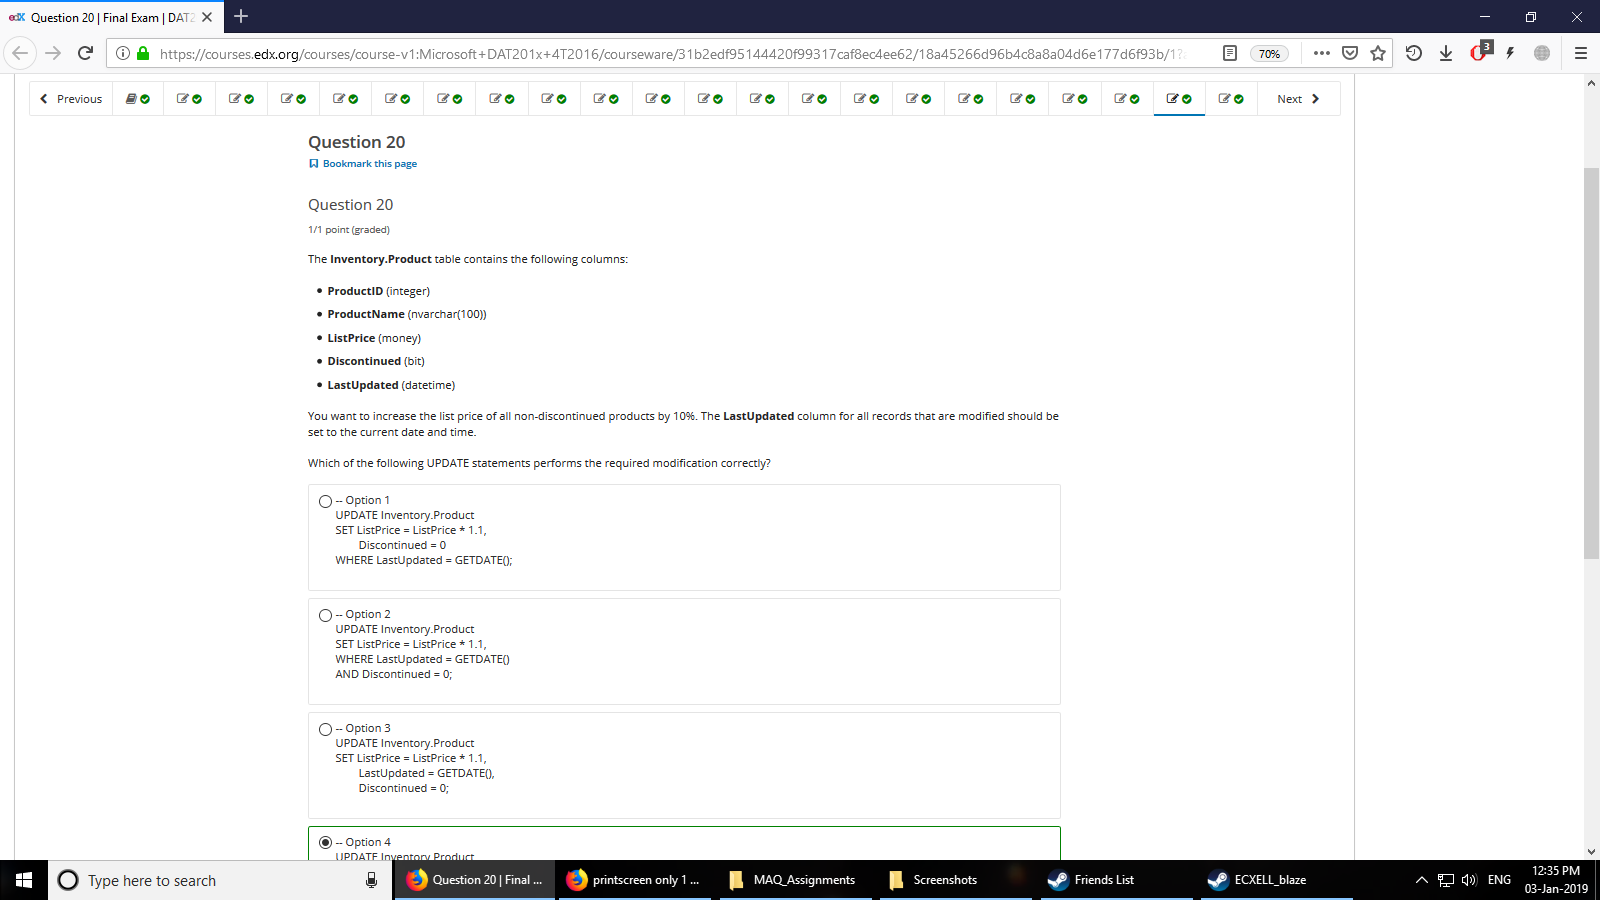 edX Question 20 | Final Exam | DAT2
https://courses.edx.org/courses/course-v1:Microsoft+DAT201x+4T2016/courseware/31b2edf95144420f99317caf8ec4ee62/18a45266d96b4c8a8a04d6e177d6f93b/1?
70%
3
Previous
Next
Question 20
Bookmark this page
Question 20
1/1 point (graded)
The Inventory.Product table contains the following columns:
• ProductID (integer)
• ProductName (nvarchar(100))
• ListPrice (money)
• Discontinued (bit)
• LastUpdated (datetime)
You want to increase the list price of all non-discontinued products by 10%. The LastUpdated column for all records that are modified should be
set to the current date and time.
Which of the following UPDATE statements performs the required modification correctly?
-- Option 1
UPDATE Inventory.Product
SET ListPrice = ListPrice * 1.1,
Discontinued = 0
WHERE LastUpdated = GETDATE();
-- Option 2
UPDATE Inventory.Product
SET ListPrice = ListPrice * 1.1,
WHERE LastUpdated = GETDATE()
AND Discontinued = 0;
-- Option 3
UPDATE Inventory.Product
SET ListPrice = ListPrice * 1.1,
LastUpdated = GETDATE(),
Discontinued = 0;
-- Option 4
UPDATE Inventory.Product
Type here to search
Question 20 | Final ...
printscreen only 1 ...
MAQ_Assignments
Screenshots
Friends List
ECXELL_blaze
ENG
12:35 PM
03-Jan-2019